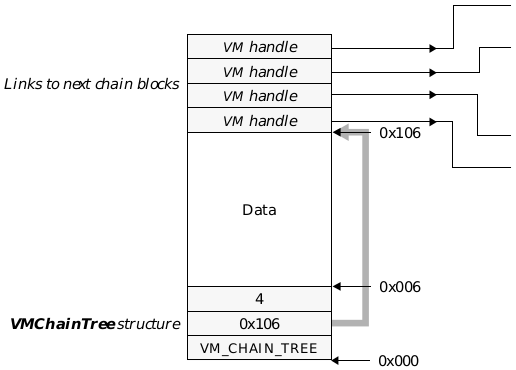 VM handle
Links to next chain blocks
VM handle
VM handle
VM handle
0x106
Data
0x006
4
VMChainTree structure
0x106
VM_CHAIN_TREE
0x000